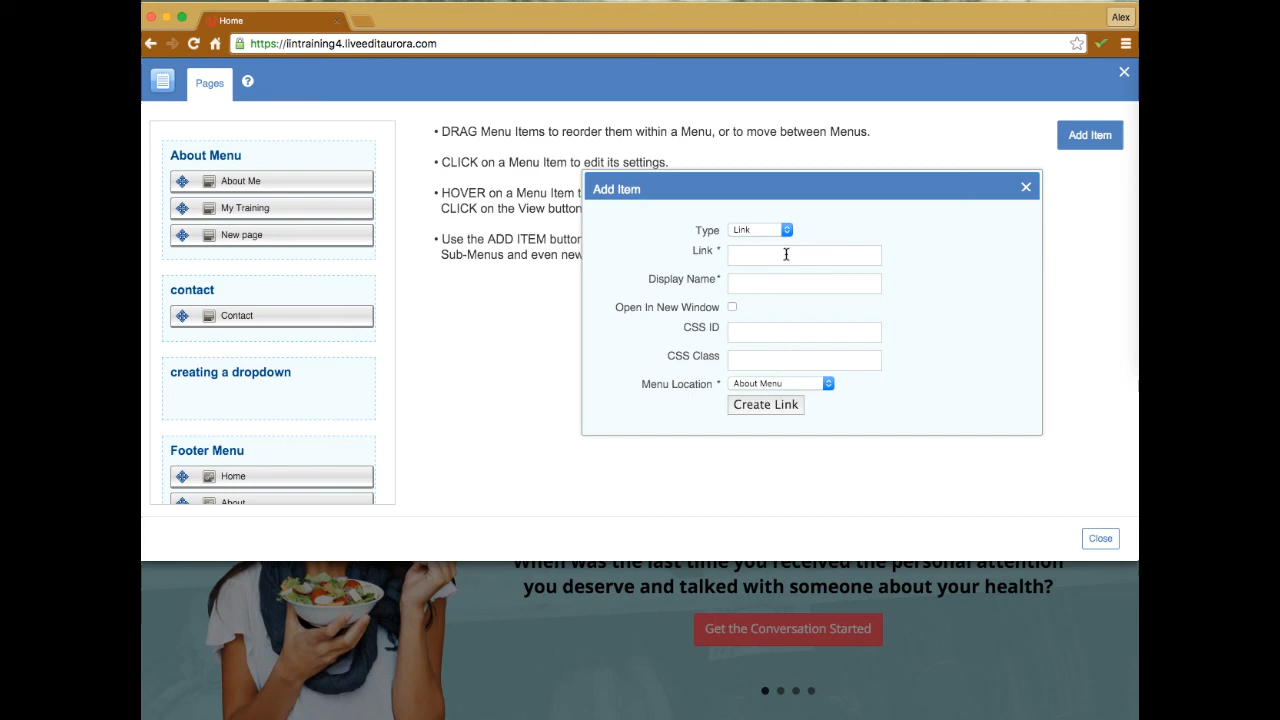 Home
Alex
https://iintraining4.liveeditaurora.com
Pages
?
• DRAG Menu Items to reorder them within a Menu, or to move between Menus.
Add Item
• CLICK on a Menu Item to edit its settings.
• HOVER on a Menu Item t
CLICK on the View button
• Use the ADD ITEM button
Sub-Menus and even new
About Menu
About Me
My Training
New page
contact
Contact
creating a dropdown
Footer Menu
Home
About
Add Item
Type Link
Link *
Display Name*
Open In New Window
CSS ID
CSS Class
Menu Location * About Menu
Create Link
Close
When was the last time you received the personal attention
you deserve and talked with someone about your health?
Get the Conversation Started